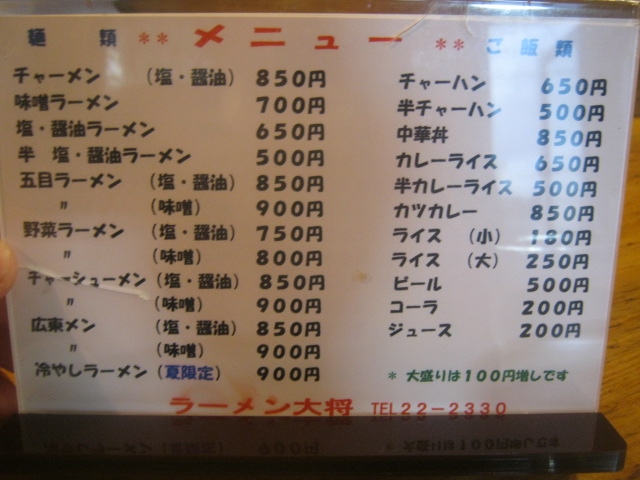 麺 類 ** メニュー ** ご飯類
チャーメン （塩・醤油） 850円
味噌ラーメン 700円
塩・醤油ラーメン 650円
半 塩・醤油ラーメン 500円
五目ラーメン （塩・醤油） 850円
〃 （味噌） 900円
野菜ラーメン （塩・醤油） 750円
〃 （味噌） 800円
チャーシューメン（塩・醤油） 850円
〃 （味噌） 900円
広東メン （塩・醤油） 850円
〃 （味噌） 900円
冷やしラーメン（夏限定） 900円
チャーハン 650円
半チャーハン 500円
中華丼 850円
カレーライス 650円
半カレーライス 500円
カツカレー 850円
ライス （小） 180円
ライス （大） 250円
ビール 500円
コーラ 200円
ジュース 200円
* 大盛りは100円増しです
ラーメン大将 TEL22-2330